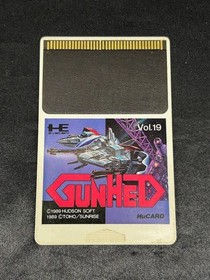 HE
Vol.19
GUNHED
©1989 HUDSON SOFT
1989 ©TOHO/SUNRISE
HuCARD